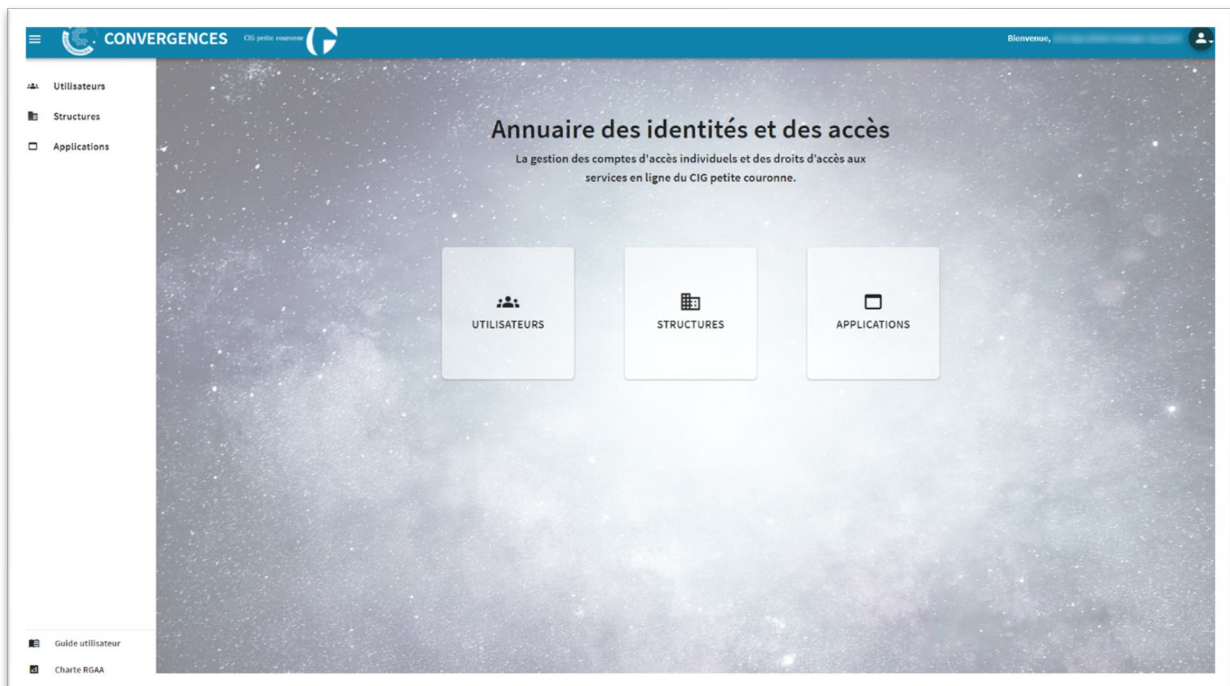 CONVERGENCES CIG petite couronne
Bienvenue,
Utilisateurs
Structures
Applications
Annuaire des identités et des accès
La gestion des comptes d'accès individuels et des droits d'accès aux
services en ligne du CIG petite couronne.
UTILISATEURS
STRUCTURES
APPLICATIONS
Guide utilisateur
Charte RGAA